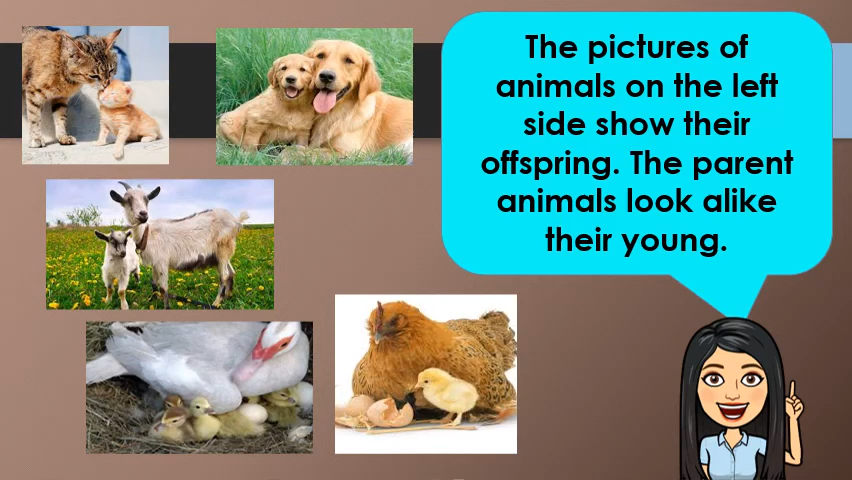 The pictures of
animals on the left
side show their
offspring. The parent
animals look alike
their young.